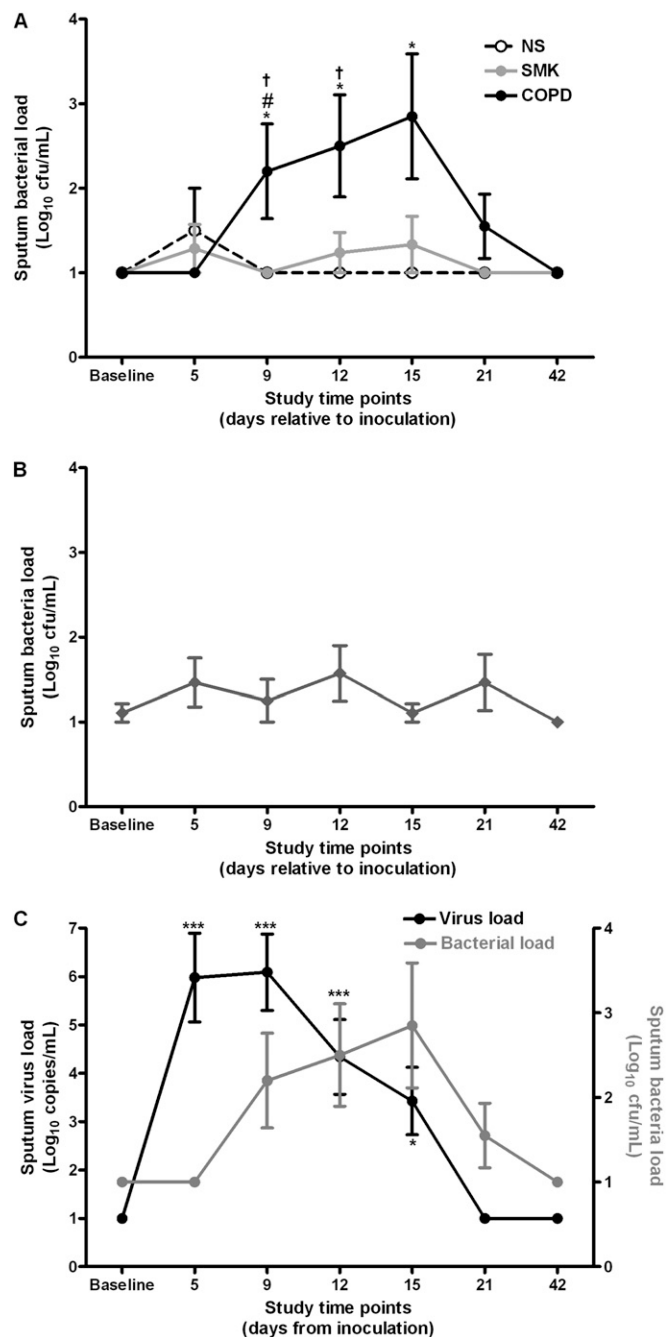 A
NS
SMK
COPD
Sputum bacterial load
(Log10 cfu/mL)
4
3
2
1
0
†
#
*
†
*
*
Baseline 5 9 12 15 21 42
Study time points
(days relative to inoculation)
B
Sputum bacteria load
(Log10 cfu/mL)
4
3
2
1
0
Baseline 5 9 12 15 21 42
Study time points
(days relative to inoculation)
C
Virus load
Bacterial load
Sputum virus load
(Log10 copies/mL)
7
6
5
4
3
2
1
0
***
***
***
*
4
3
2
1
0
Sputum bacteria load
(Log10 cfu/mL)
Baseline 5 9 12 15 21 42
Study time points
(days from inoculation)